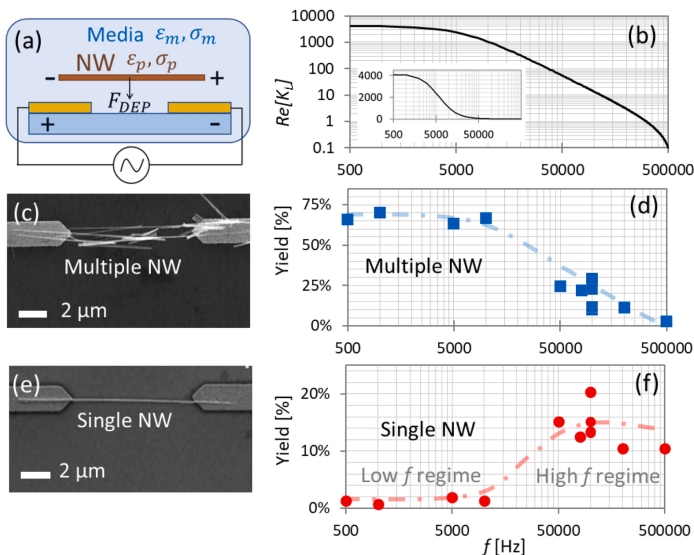 (a)
Media εm, σm
NW εp, σp
- +
FDEP
+ -
(b)
Re[KL]
100000
10000
1000
100
10
1
0.1
4000
2000
0
500 50000 500000
500 5000 50000 500000
(c)
Multiple NW
2 μm
(d)
Yield [%]
75%
50%
25%
0%
Multiple NW
500 5000 50000 500000
(e)
Single NW
2 μm
(f)
Yield [%]
20%
10%
0%
Single NW
Low f regime High f regime
500 5000 50000 500000
f [Hz]